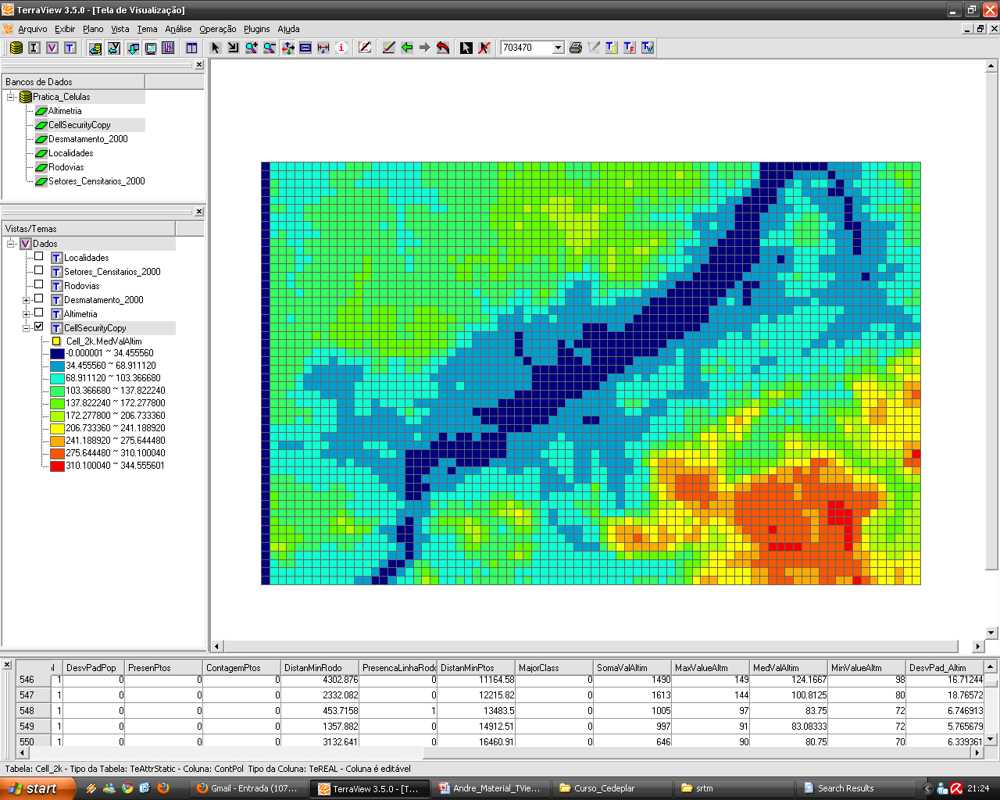 TerraView 3.5.0 - [Tela de Visualização]
Arquivo Exibir Plano Vista Tema Análise Operação Plugins Ajuda
703470
Bancos de Dados
Pratica_Celulas
Altimetria
CellSecurityCopy
Desmatamento_2000
Localidades
Rodovias
Setores_Censitarios_2000
Vistas/Temas
Dados
Localidades
Setores_Censitarios_2000
Rodovias
Desmatamento_2000
Altimetria
CellSecurityCopy
Cell_2k.MedValAltim
-0.000001 ~ 34.455560
34.455560 ~ 68.911120
68.911120 ~ 103.366680
103.366680 ~ 137.822240
137.822240 ~ 172.277800
172.277800 ~ 206.733360
206.733360 ~ 241.188920
241.188920 ~ 275.644480
275.644480 ~ 310.100040
310.100040 ~ 344.555601
DesvPadPop PresenPtos ContagemPtos DistanMinRodo PresencaLinhaRodo DistanMinPtos MajorClass SomaValAltim MaxValueAltm MedValAltim MinValueAltm DesvPad_Altim
546 1 0 0 0 4302.876 0 11164.58 0 1490 149 124.1667 98 16.71244
547 1 0 0 0 2332.082 0 12215.82 0 1613 144 100.8125 80 18.76572
548 1 0 0 0 453.7158 1 13483.5 0 1005 97 83.75 72 6.746913
549 1 0 0 0 1357.882 0 14912.51 0 997 91 83.08333 72 5.765679
550 1 0 0 0 3132.641 0 16460.91 0 646 90 80.75 70 6.339361
Tabela: Cell_2k - Tipo da Tabela: TeAttrStatic - Coluna: ContPol Tipo da Coluna: TeREAL - Coluna é editável
start Gmail - Entrada (107... TerraView 3.5.0 - [T... Andre_Material_TVie... Curso_Cedeplar srtm Search Results 21:24